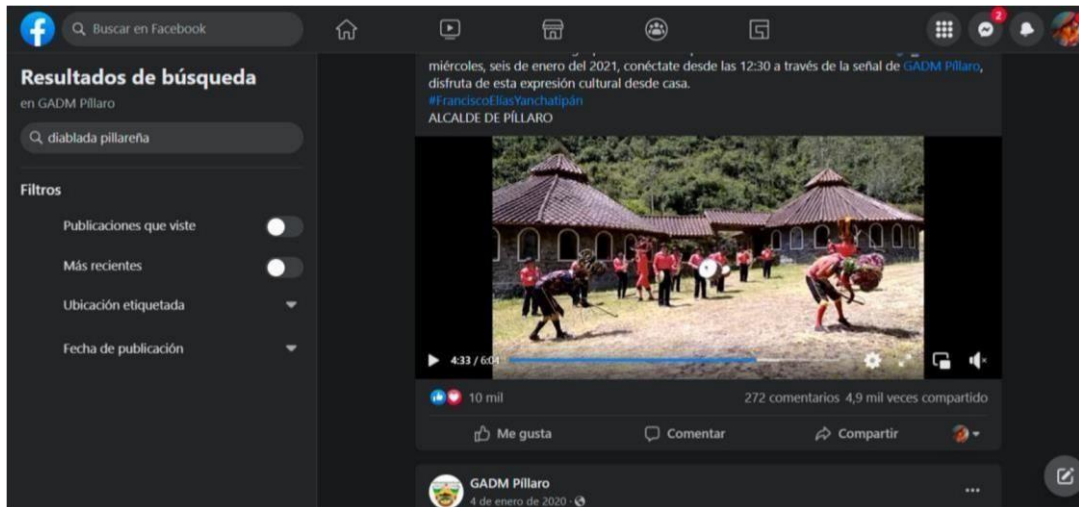 Buscar en Facebook
2
Resultados de búsqueda
en GADM Píllaro
diablada pillareña
Filtros
Publicaciones que viste
Más recientes
Ubicación etiquetada
Fecha de publicación
miércoles, seis de enero del 2021, conéctate desde las 12:30 a través de la señal de GADM Píllaro,
disfruta de esta expresión cultural desde casa.
#FranciscoElíasYanchatipán
ALCALDE DE PÍLLARO
4:33 / 6:04
10 mil
272 comentarios 4,9 mil veces compartido
Me gusta
Comentar
Compartir
GADM Píllaro
4 de enero de 2020